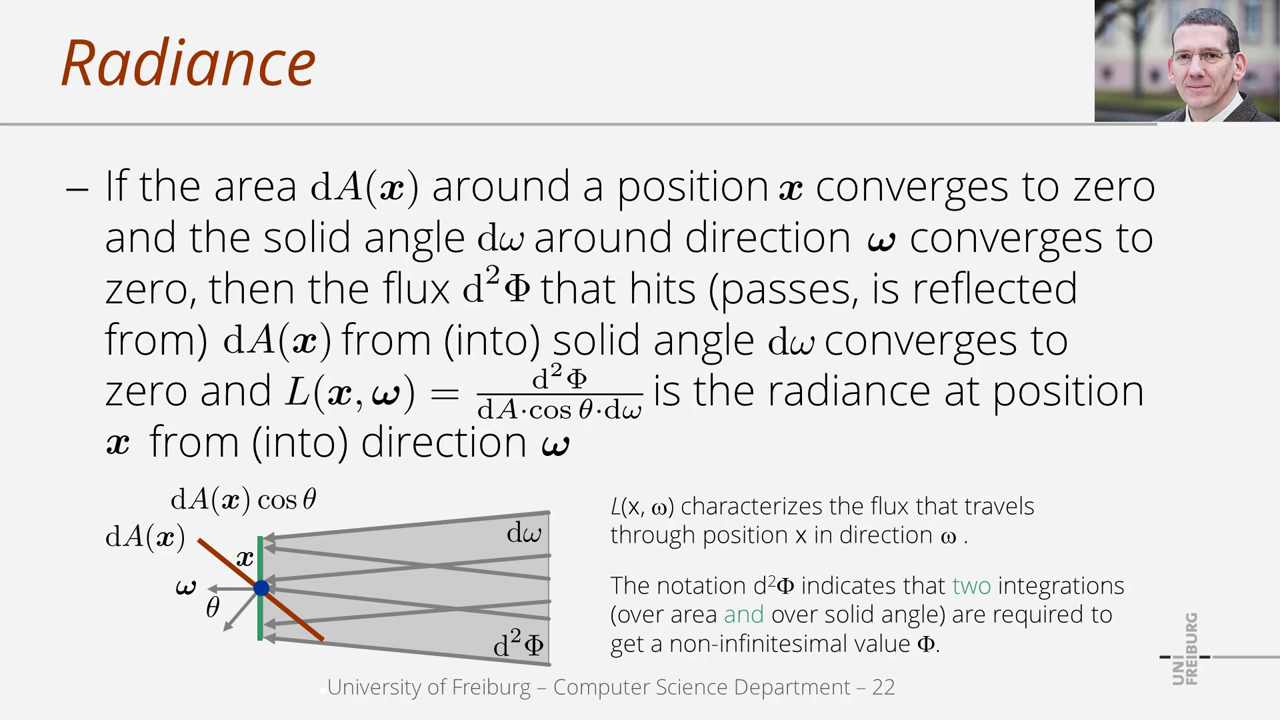 Radiance
– If the area dA(x) around a position x converges to zero
and the solid angle dω around direction ω converges to
zero, then the flux d²Φ that hits (passes, is reflected
from) dA(x) from (into) solid angle dω converges to
zero and L(x, ω) = d²Φ / dA·cos θ·dω is the radiance at position
x from (into) direction ω
dA(x) cos θ
dA(x)
x
ω
θ
dω
d²Φ
L(x, ω) characterizes the flux that travels
through position x in direction ω .
The notation d²Φ indicates that two integrations
(over area and over solid angle) are required to
get a non-infinitesimal value Φ.
UNI
FREIBURG
University of Freiburg – Computer Science Department – 22